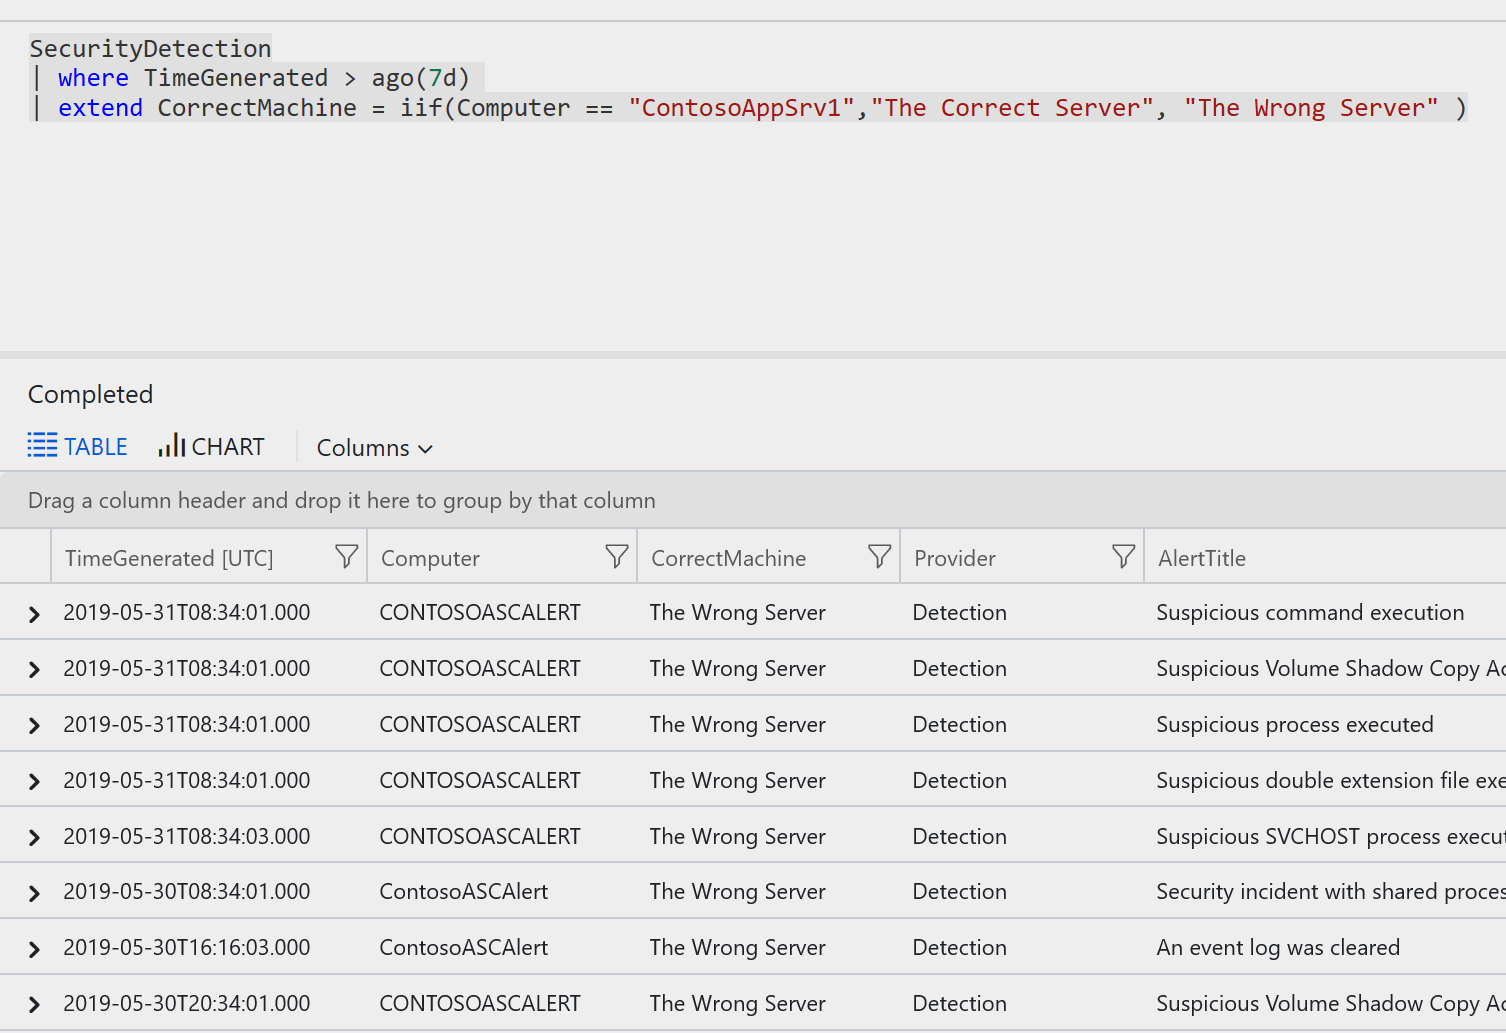 SecurityDetection
| where TimeGenerated > ago(7d)
| extend CorrectMachine = iif(Computer == "ContosoAppSrv1","The Correct Server", "The Wrong Server" )
Completed
TABLE CHART Columns
Drag a column header and drop it here to group by that column
TimeGenerated [UTC] Computer CorrectMachine Provider AlertTitle
2019-05-31T08:34:01.000 CONTOSOASCALERT The Wrong Server Detection Suspicious command execution
2019-05-31T08:34:01.000 CONTOSOASCALERT The Wrong Server Detection Suspicious Volume Shadow Copy Ac
2019-05-31T08:34:01.000 CONTOSOASCALERT The Wrong Server Detection Suspicious process executed
2019-05-31T08:34:01.000 CONTOSOASCALERT The Wrong Server Detection Suspicious double extension file exe
2019-05-31T08:34:03.000 CONTOSOASCALERT The Wrong Server Detection Suspicious SVCHOST process execut
2019-05-30T08:34:01.000 ContosoASCAlert The Wrong Server Detection Security incident with shared proces
2019-05-30T16:16:03.000 ContosoASCAlert The Wrong Server Detection An event log was cleared
2019-05-30T20:34:01.000 CONTOSOASCALERT The Wrong Server Detection Suspicious Volume Shadow Copy Ac